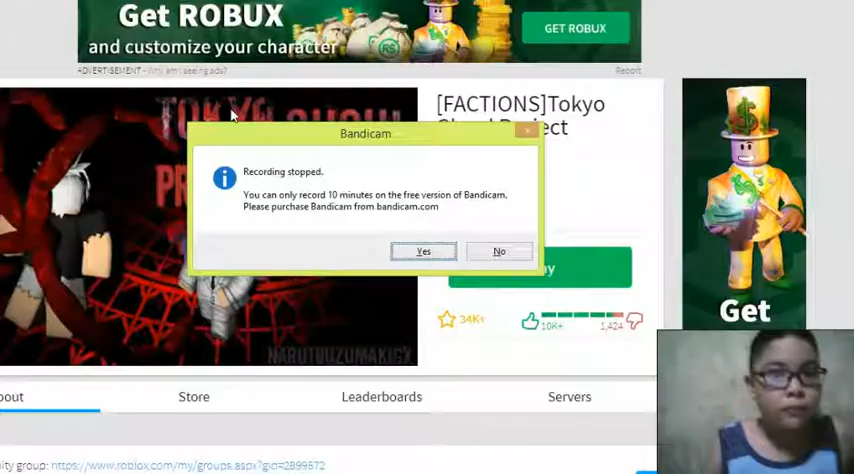 Get ROBUX
and customize your character
GET ROBUX
ADVERTISEMENT - Why am I seeing ads?
Report
[FACTIONS]Tokyo
Bandicam
Recording stopped.
You can only record 10 minutes on the free version of Bandicam.
Please purchase Bandicam from bandicam.com
Yes
No
34K+
10K+
1,424
NARUTOUZUMAKIGX
Get
Store
Leaderboards
Servers
https://www.roblox.com/my/groups.aspx?gid=2899872